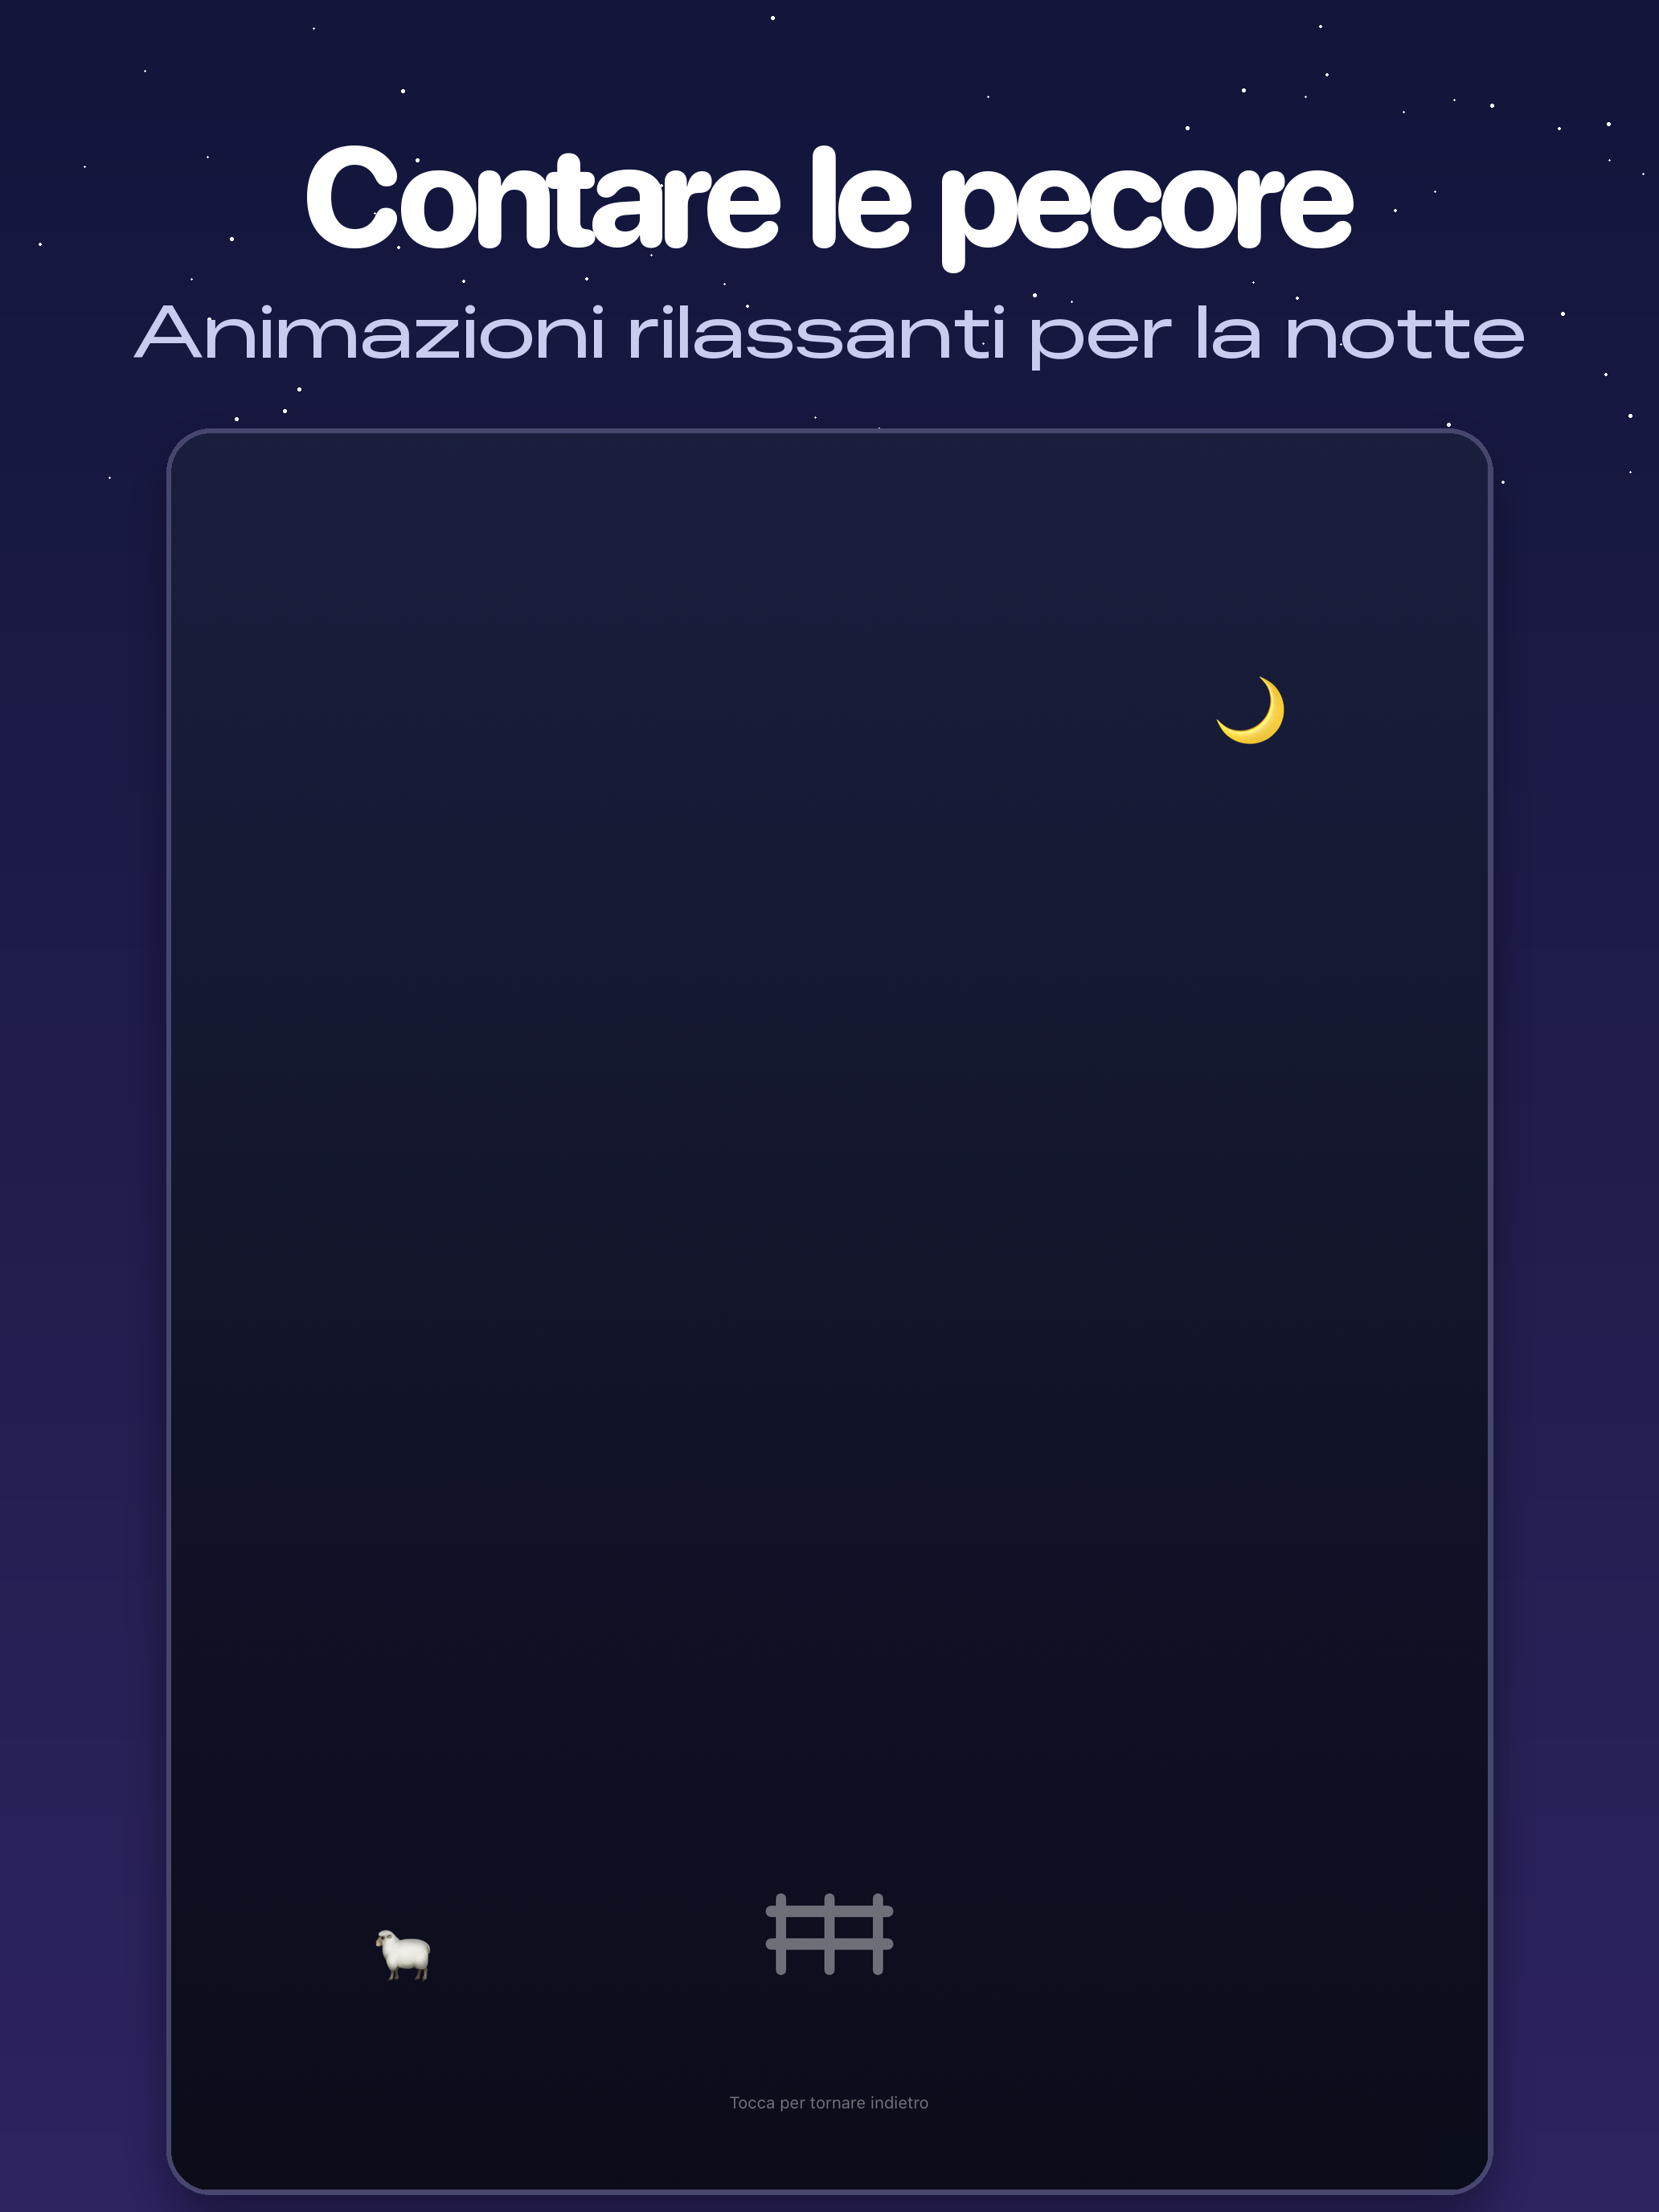 Contare le pecore
Animazioni rilassanti per la notte
Tocca per tornare indietro